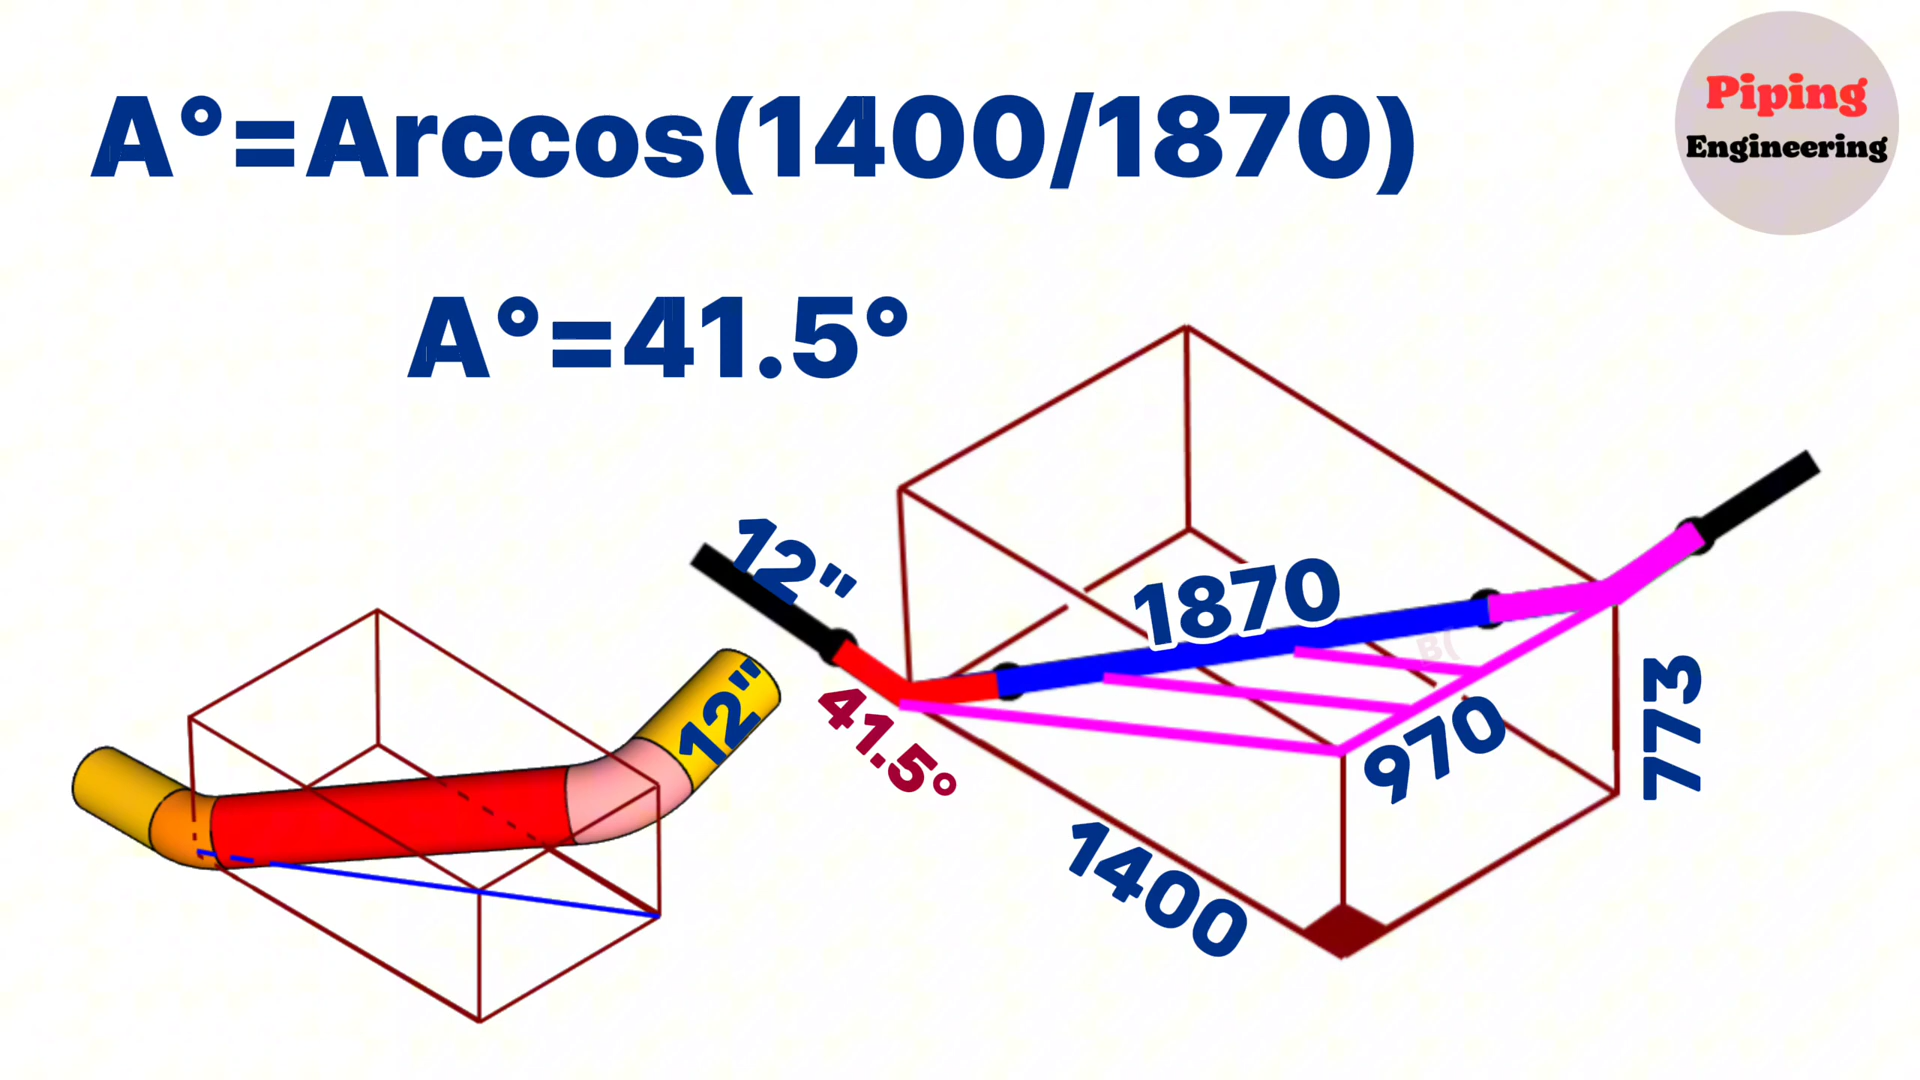 A°=Arccos(1400/1870)
Piping
Engineering
A°=41.5°
12"
1870
B(
12"
41.5°
970
773
1400